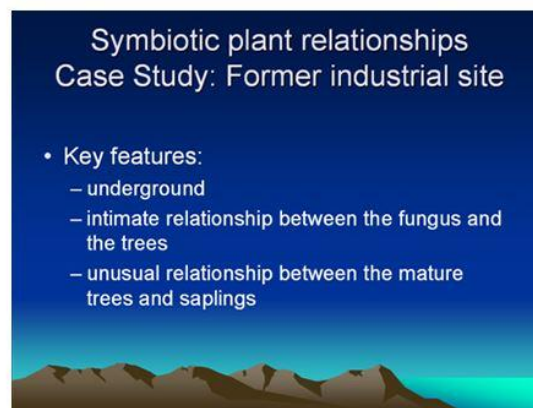 Symbiotic plant relationships
Case Study: Former industrial site
• Key features:
– underground
– intimate relationship between the fungus and
the trees
– unusual relationship between the mature
trees and saplings